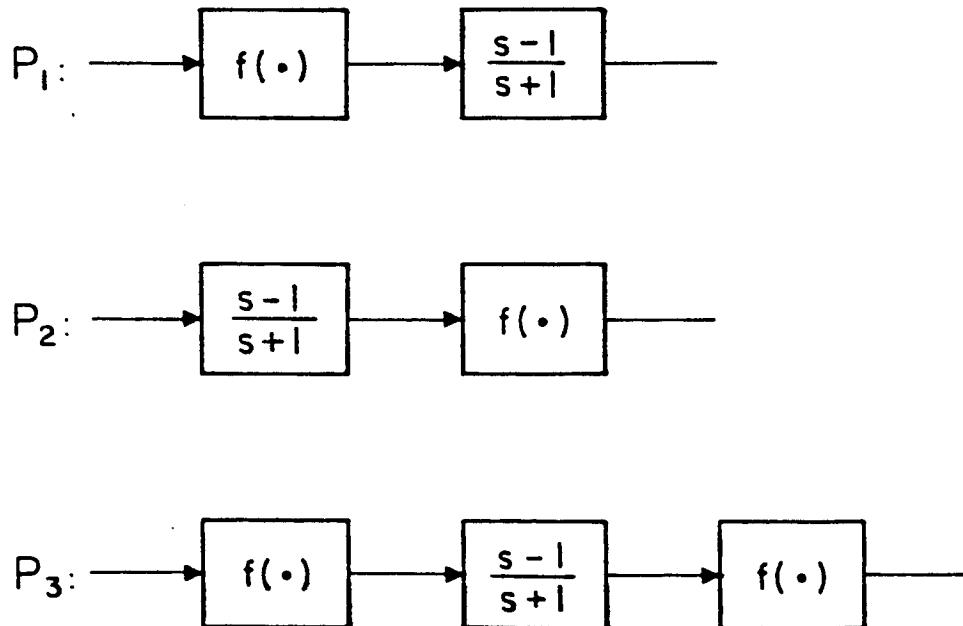 P₁: f(•) s-1
s+1
P₂: s-1
s+1 f(•)
P₃: f(•) s-1
s+1 f(•)